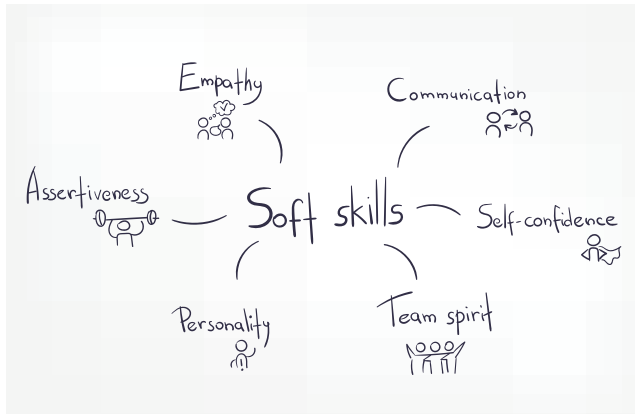 Empathy
Communication
Assertiveness
Soft skills
Self-confidence
Personality
Team spirit